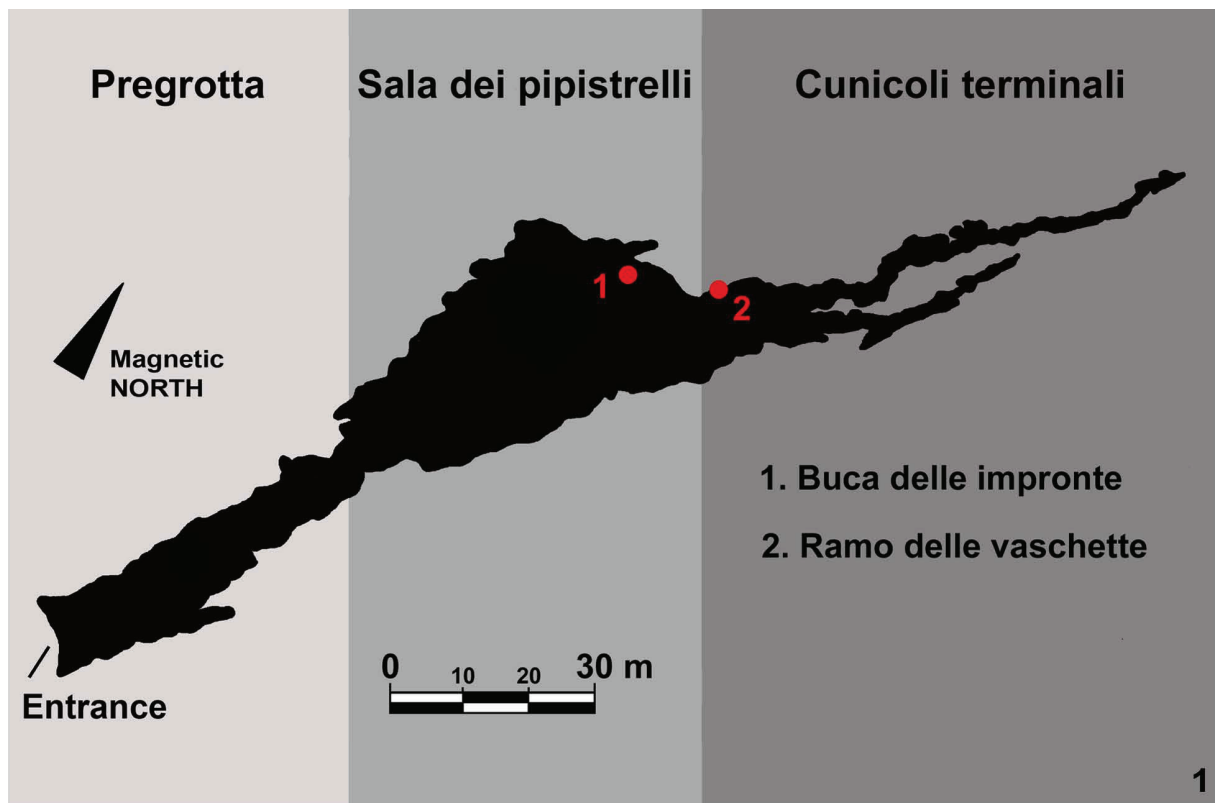 Pregrotta
Sala dei pipistrelli
Cunicoli terminali
1
2
Magnetic
NORTH
1. Buca delle impronte
2. Ramo delle vaschette
0 10 20 30 m
Entrance
1